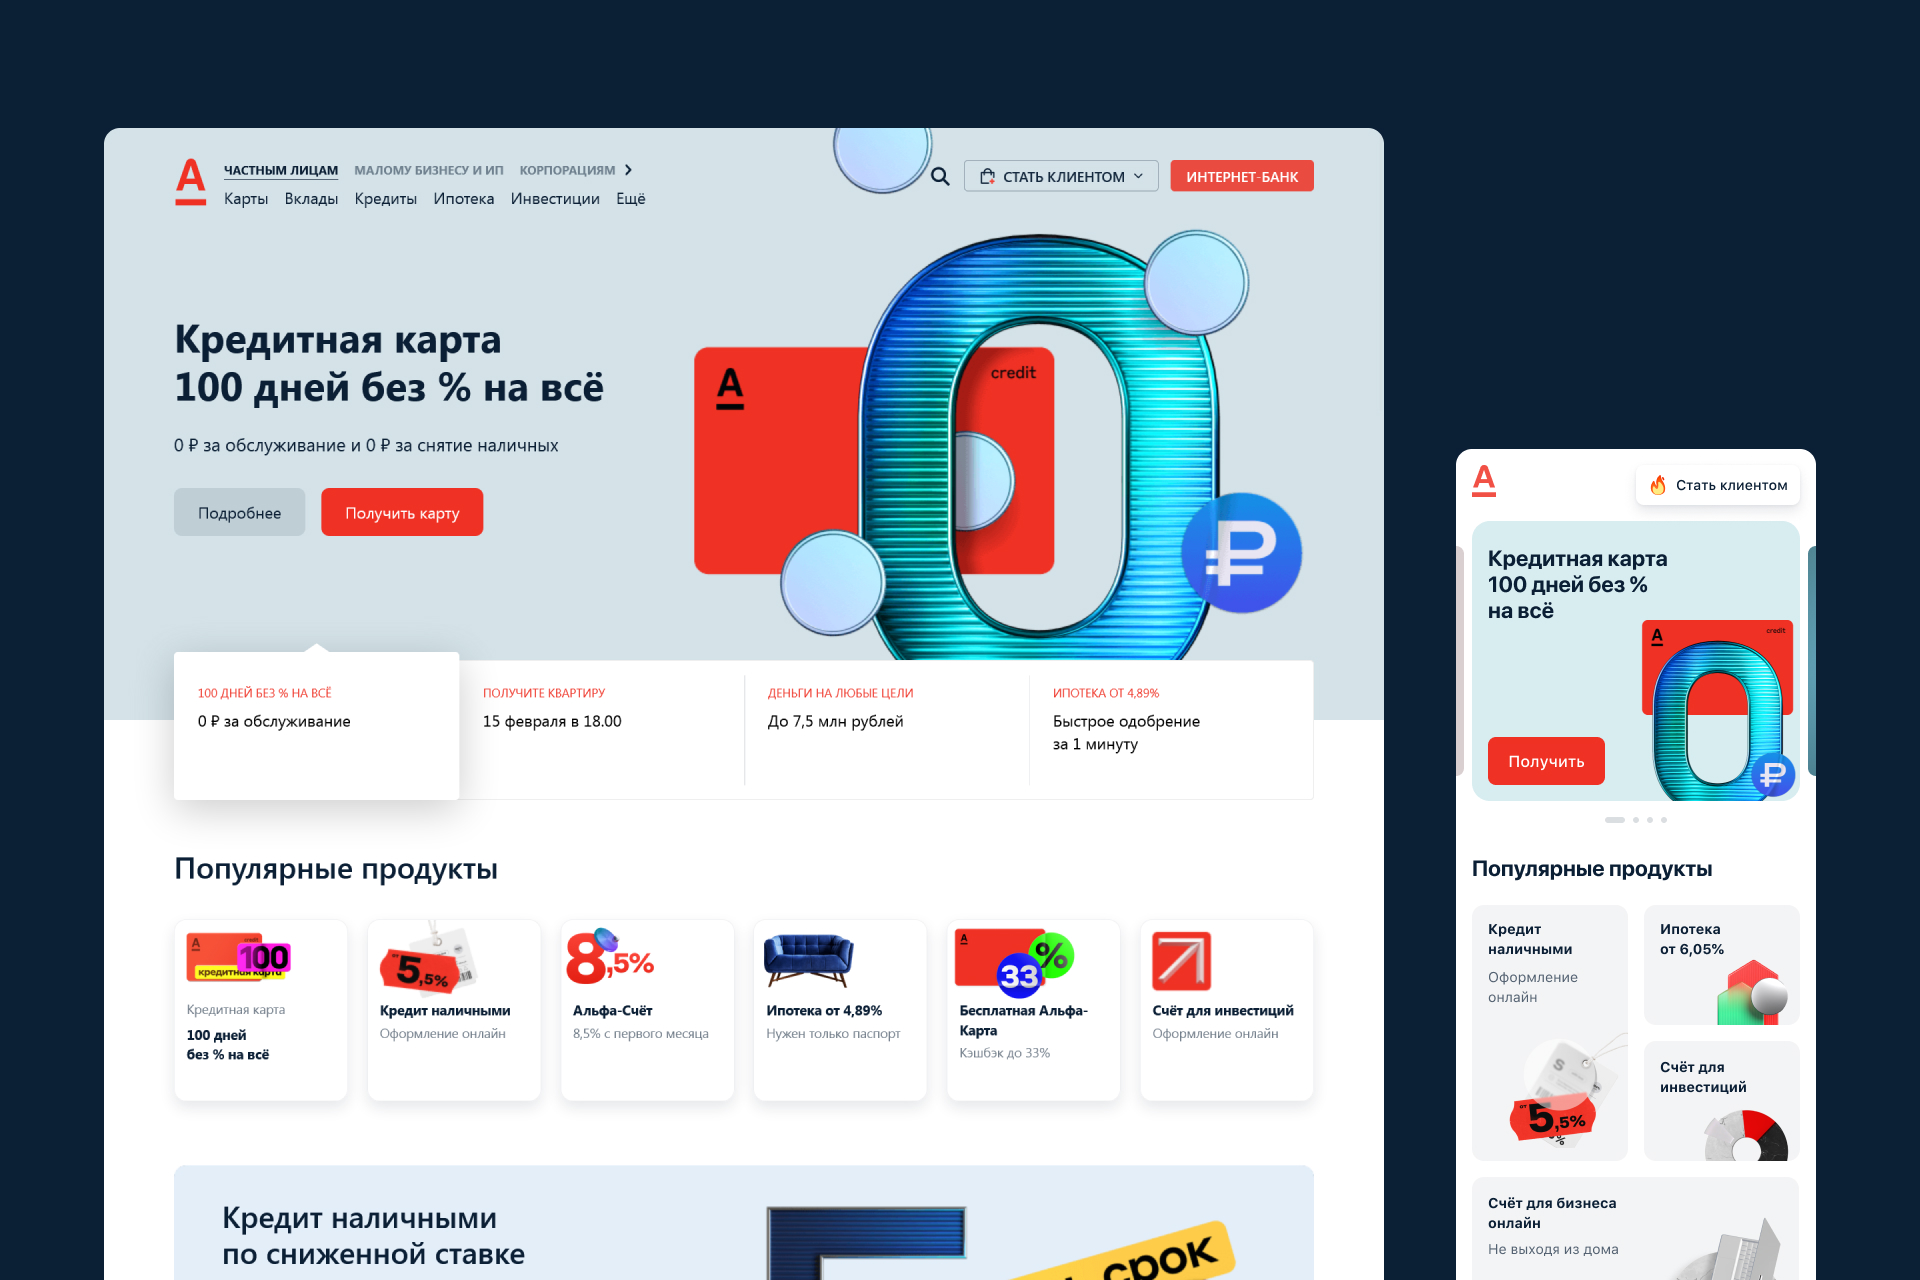 А
ЧАСТНЫМ ЛИЦАМ МАЛОМУ БИЗНЕСУ И ИП КОРПОРАЦИЯМ
Карты Вклады Кредиты Ипотека Инвестиции Ещё
СТАТЬ КЛИЕНТОМ
ИНТЕРНЕТ-БАНК
Кредитная карта
100 дней без % на всё
0 ₽ за обслуживание и 0 ₽ за снятие наличных
Подробнее
Получить карту
А
credit
0
₽
100 ДНЕЙ БЕЗ % НА ВСЁ
0 ₽ за обслуживание
ПОЛУЧИТЕ КВАРТИРУ
15 февраля в 18.00
ДЕНЬГИ НА ЛЮБЫЕ ЦЕЛИ
До 7,5 млн рублей
ИПОТЕКА ОТ 4,89%
Быстрое одобрение
за 1 минуту
Популярные продукты
А
credit
100
кредитная карта
Кредитная карта
100 дней
без % на всё
от
5,5%
Кредит наличными
Оформление онлайн
8,5%
Альфа-Счёт
8,5% с первого месяца
Ипотека от 4,89%
Нужен только паспорт
А
33
%
Бесплатная Альфа-
Карта
Кэшбэк до 33%
Счёт для инвестиций
Оформление онлайн
Кредит наличными
по сниженной ставке
срок
А
Стать клиентом
Кредитная карта
100 дней без %
на всё
А
credit
0
₽
Получить
Популярные продукты
Кредит
наличными
Оформление
онлайн
S
от
5,5%
%
Ипотека
от 6,05%
Счёт для
инвестиций
Счёт для бизнеса
онлайн
Не выходя из дома